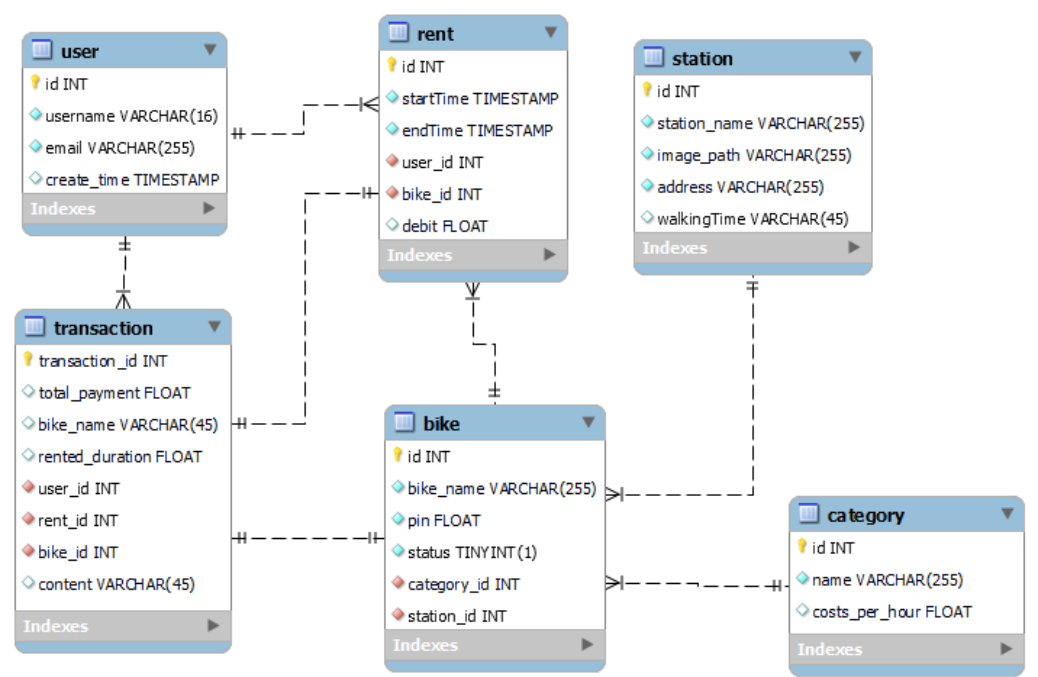 user
id INT
username VARCHAR(16)
email VARCHAR(255)
create_time TIMESTAMP
Indexes
rent
id INT
startTime TIMESTAMP
endTime TIMESTAMP
user_id INT
bike_id INT
debit FLOAT
Indexes
station
id INT
station_name VARCHAR(255)
image_path VARCHAR(255)
address VARCHAR(255)
walkingTime VARCHAR(45)
Indexes
transaction
transaction_id INT
total_payment FLOAT
bike_name VARCHAR(45)
rented_duration FLOAT
user_id INT
rent_id INT
bike_id INT
content VARCHAR(45)
Indexes
bike
id INT
bike_name VARCHAR(255)
pin FLOAT
status TINYINT(1)
category_id INT
station_id INT
Indexes
category
id INT
name VARCHAR(255)
costs_per_hour FLOAT
Indexes